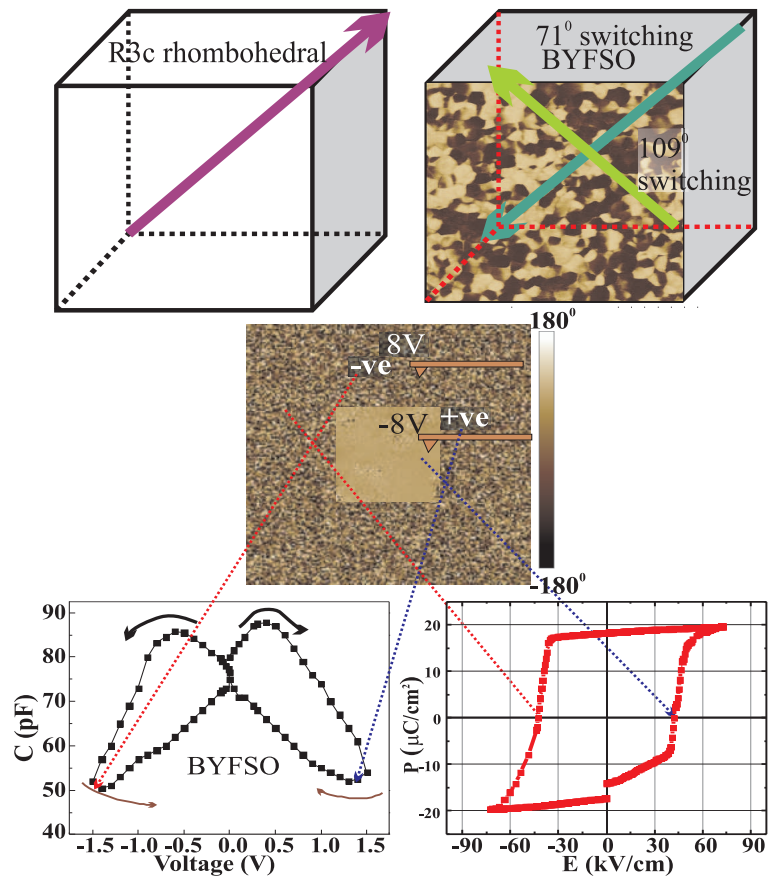 R3c rhombohedral
71⁰ switching
BYFSO
109⁰
switching
180⁰
8V
-ve
+ve
-8V
-180⁰
90
80
70
60
50
40
C (pF)
BYFSO
-1.5 -1.0 -0.5 0.0 0.5 1.0 1.5
Voltage (V)
20
10
0
-10
-20
P (μC/cm²)
-90 -60 -30 0 30 60 90
E (kV/cm)